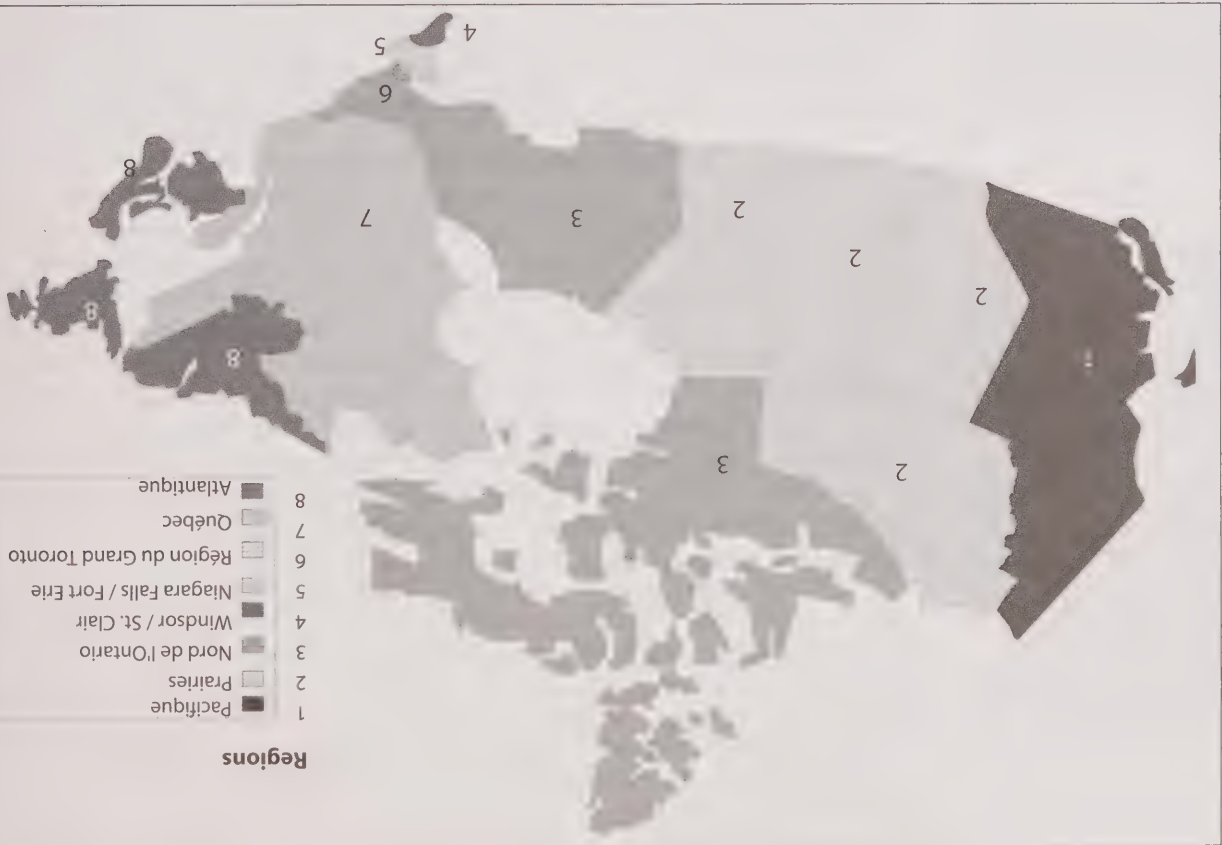 Regions
1 Pacifique
2 Prairies
3 Nord de l'Ontario
4 Windsor / St. Clair
5 Niagara Falls / Fort Erie
6 Région du Grand Toronto
7 Québec
8 Atlantique
2
3
1
8
8
2
2
3
7
2
8
6
5
4